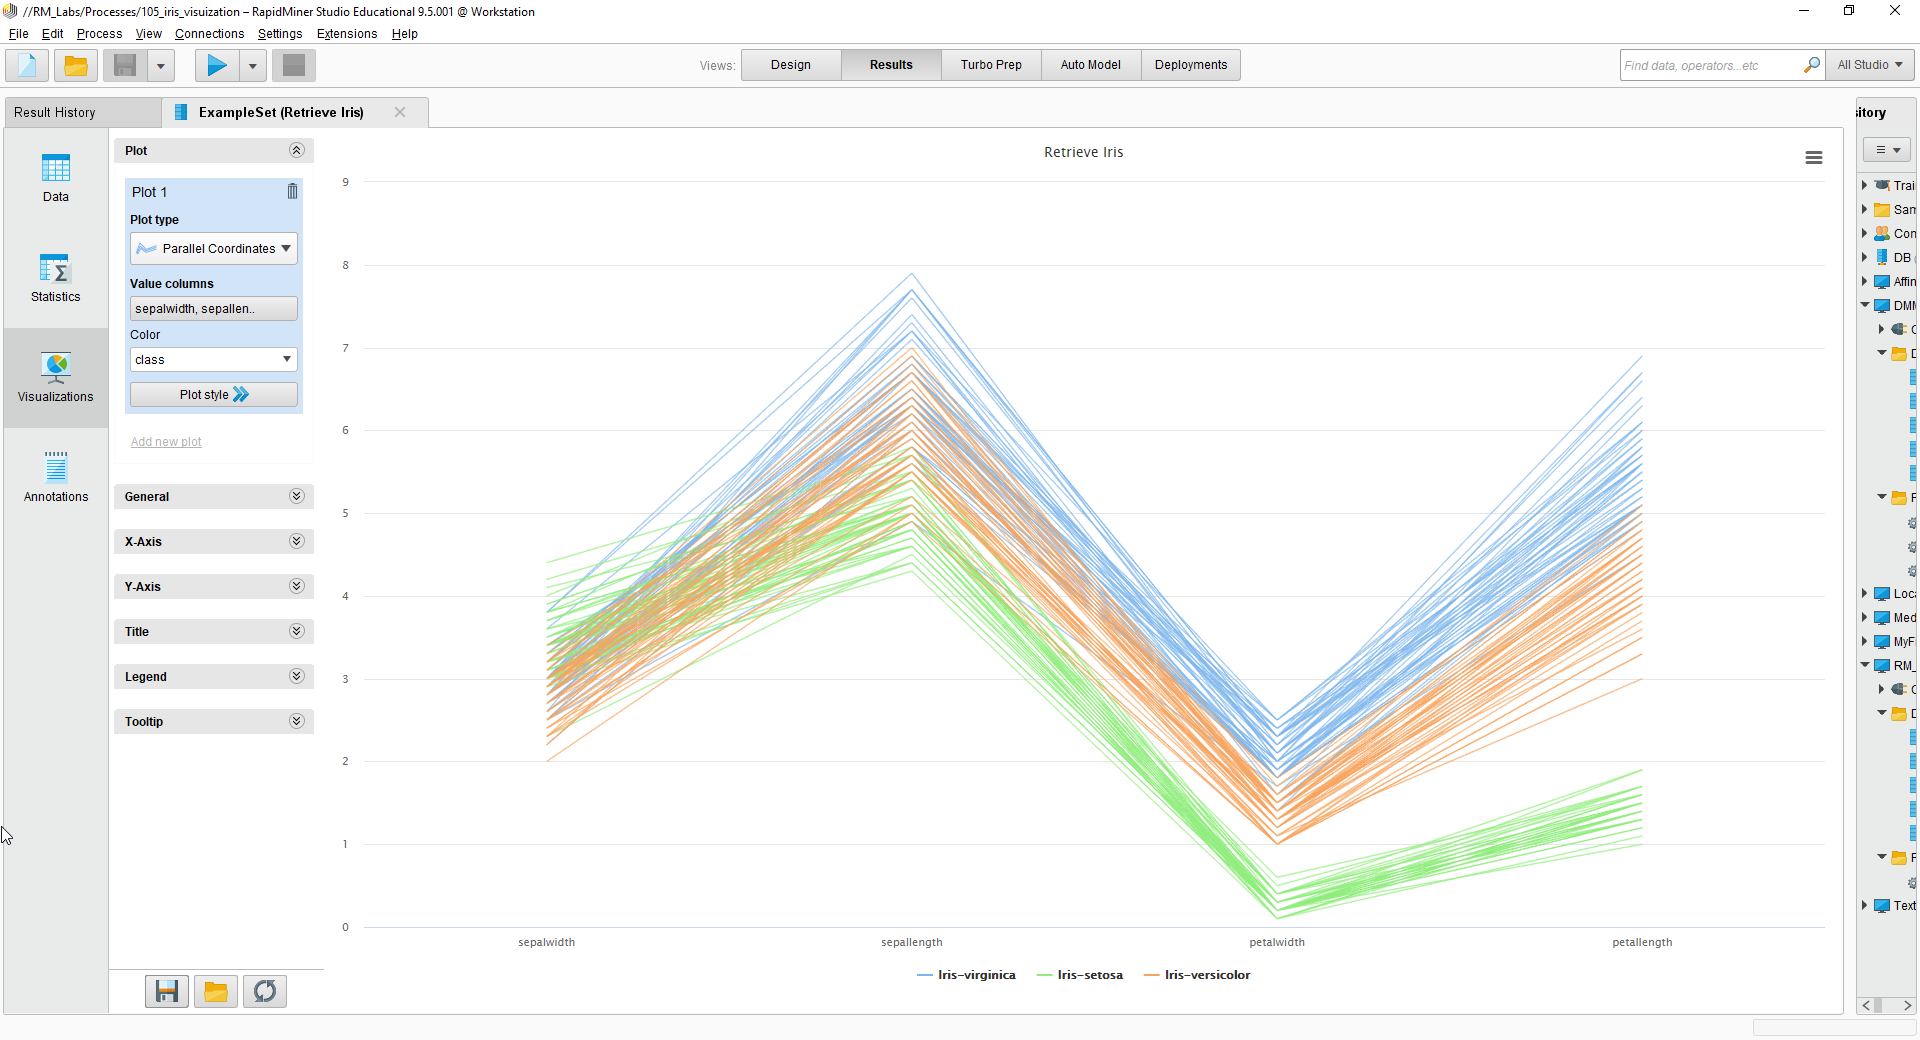 //RM_Labs/Processes/105_iris_visuization – RapidMiner Studio Educational 9.5.001 @ Workstation
File Edit Process View Connections Settings Extensions Help
Views: Design Results Turbo Prep Auto Model Deployments
Find data, operators...etc All Studio
Result History ExampleSet (Retrieve Iris)
Data
Statistics
Visualizations
Annotations
Plot
Plot 1
Plot type
Parallel Coordinates
Value columns
sepalwidth, sepallen..
Color
class
Plot style
Add new plot
General
X-Axis
Y-Axis
Title
Legend
Tooltip
Retrieve Iris
9
8
7
6
5
4
3
2
1
0
sepalwidth sepallength petalwidth petallength
Iris-virginica Iris-setosa Iris-versicolor
sitory
Trai
Sam
Con
DB
Affin
DMM
C
D
F
Loca
Med
MyF
RM_
C
D
F
Text